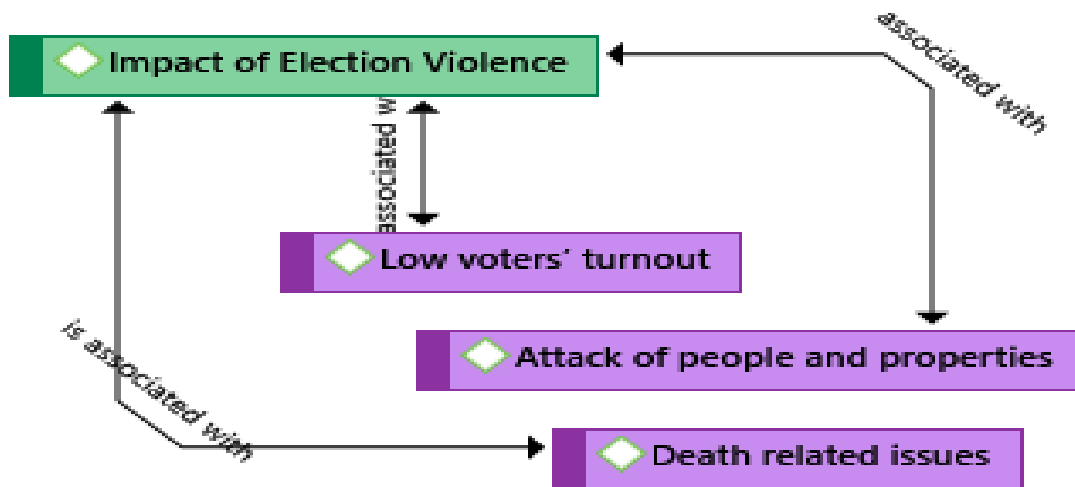 associated with
Impact of Election Violence
associated w
Low voters' turnout
is associated with
Attack of people and properties
Death related issues